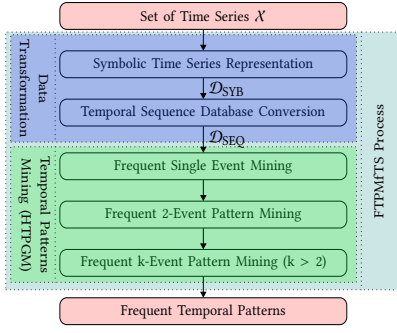 Set of Time Series 𝒳
Data
Transformation
Symbolic Time Series Representation
𝒟SYB
Temporal Sequence Database Conversion
𝒟SEQ
Temporal Patterns
Mining (HTPGM)
Frequent Single Event Mining
Frequent 2-Event Pattern Mining
Frequent k-Event Pattern Mining (k > 2)
FTPMfTS Process
Frequent Temporal Patterns